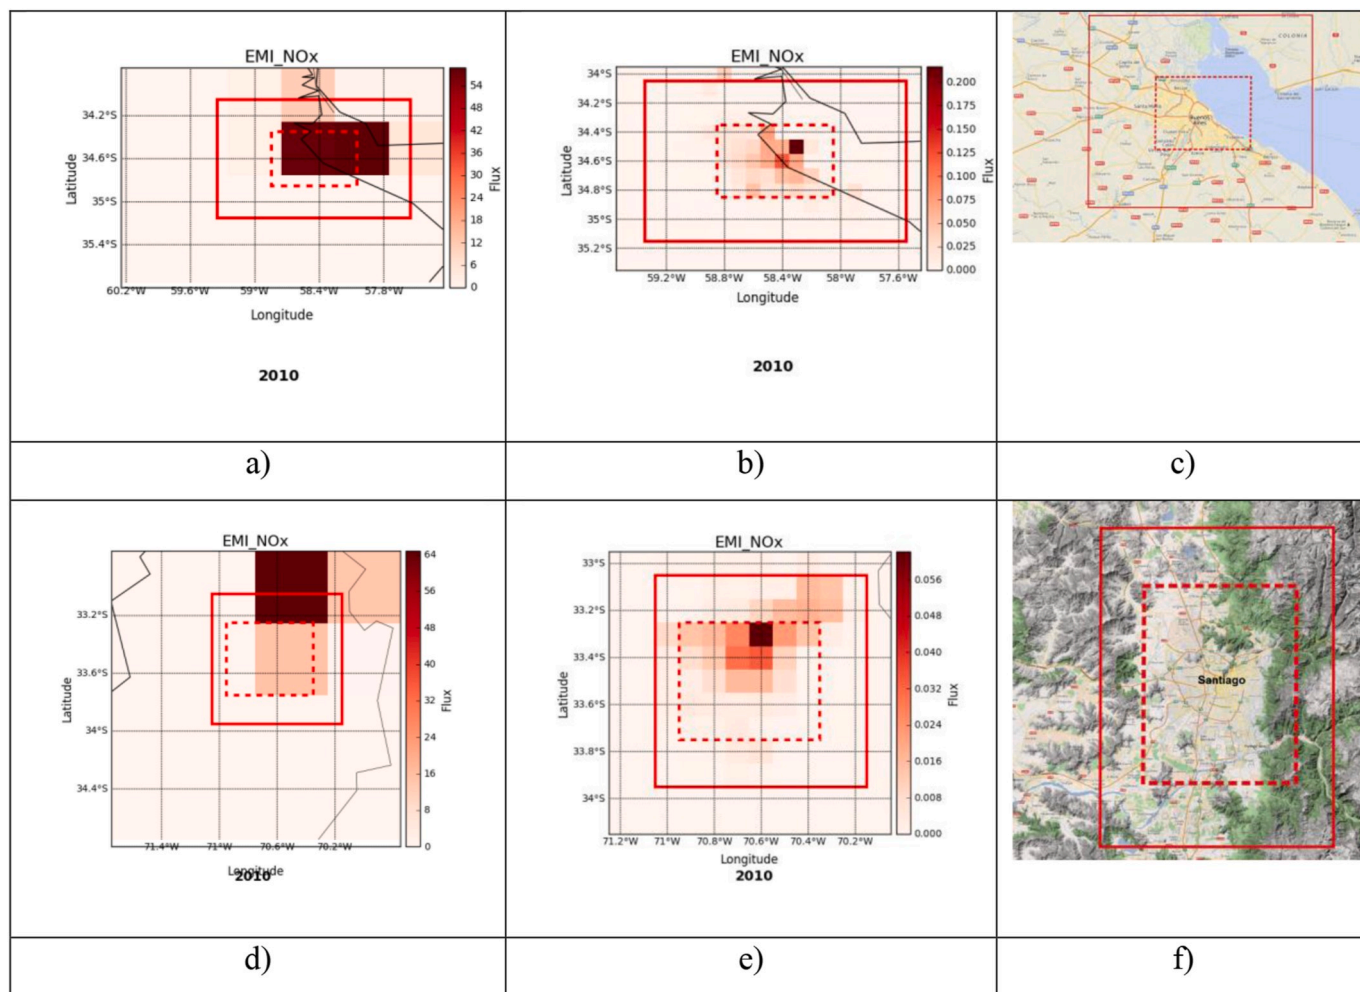 EMI_NOx
54
48
42
36
30
24
18
12
6
0
Flux
34.2°S
34.6°S
35°S
35.4°S
Latitude
60.2°W 59.6°W 59°W 58.4°W 57.8°W
Longitude
2010
EMI_NOx
0.200
0.175
0.150
0.125
0.100
0.075
0.050
0.025
0.000
Flux
34°S
34.2°S
34.4°S
34.6°S
34.8°S
35°S
35.2°S
Latitude
59.2°W 58.8°W 58.4°W 58°W 57.6°W
Longitude
2010
COLONIA
Buenos Aires
a)
b)
c)
EMI_NOx
64
56
48
40
32
24
16
8
0
Flux
33.2°S
33.6°S
34°S
34.4°S
Latitude
71.4°W 71°W 70.6°W 70.2°W
Longitude
2010
EMI_NOx
0.056
0.048
0.040
0.032
0.024
0.016
0.008
0.000
Flux
33°S
33.2°S
33.4°S
33.6°S
33.8°S
34°S
Latitude
71.2°W 71°W 70.8°W 70.6°W 70.4°W 70.2°W
Longitude
2010
Santiago
d)
e)
f)